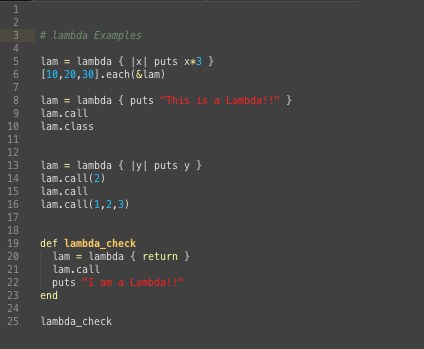 1
2
3 # lambda Examples
4
5 lam = lambda { |x| puts x*3 }
6 [10,20,30].each(&lam)
7
8 lam = lambda { puts "This is a Lambda!!" }
9 lam.call
10 lam.class
11
12
13 lam = lambda { |y| puts y }
14 lam.call(2)
15 lam.call
16 lam.call(1,2,3)
17
18
19 def lambda_check
20   lam = lambda { return }
21   lam.call
22   puts "I am a Lambda!!"
23 end
24
25 lambda_check